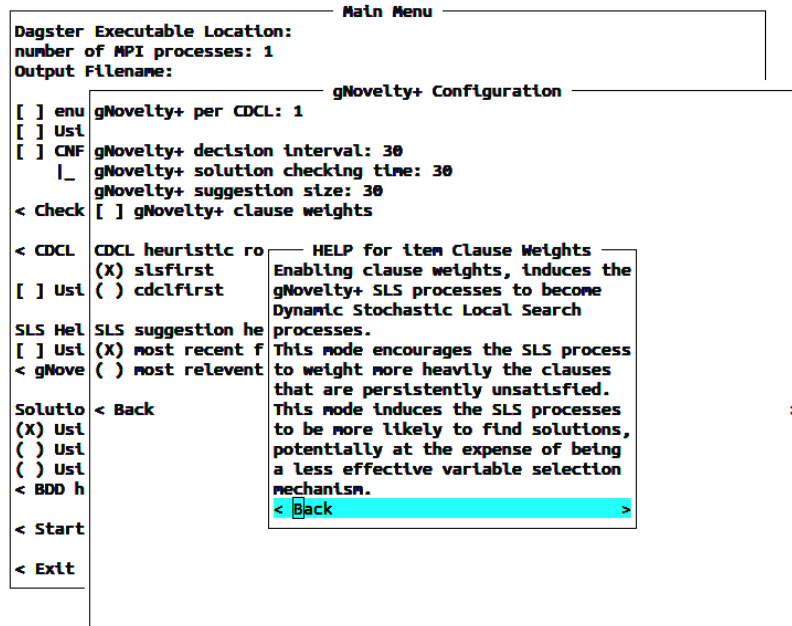 Main Menu
Dagster Executable Location:
number of MPI processes: 1
Output Filename:
gNovelty+ Configuration
[ ] enu gNovelty+ per CDCL: 1
[ ] Usi
[ ] CNF gNovelty+ decision interval: 30
|_ gNovelty+ solution checking time: 30
gNovelty+ suggestion size: 30
< Check [ ] gNovelty+ clause weights
< CDCL CDCL heuristic ro HELP for item Clause Weights
(X) slsfirst Enabling clause weights, induces the
[ ] Usi ( ) cdclfirst gNovelty+ SLS processes to become
Dynamic Stochastic Local Search
SLS Hel SLS suggestion he processes.
[ ] Usi (X) most recent f This mode encourages the SLS process
< gNove ( ) most relevent to weight more heavily the clauses
that are persistently unsatisfied.
Solutio < Back This mode induces the SLS processes
(X) Usi to be more likely to find solutions,
( ) Usi potentially at the expense of being
( ) Usi a less effective variable selection
< BDD h mechanism.
< Back >
< Start
< Exit